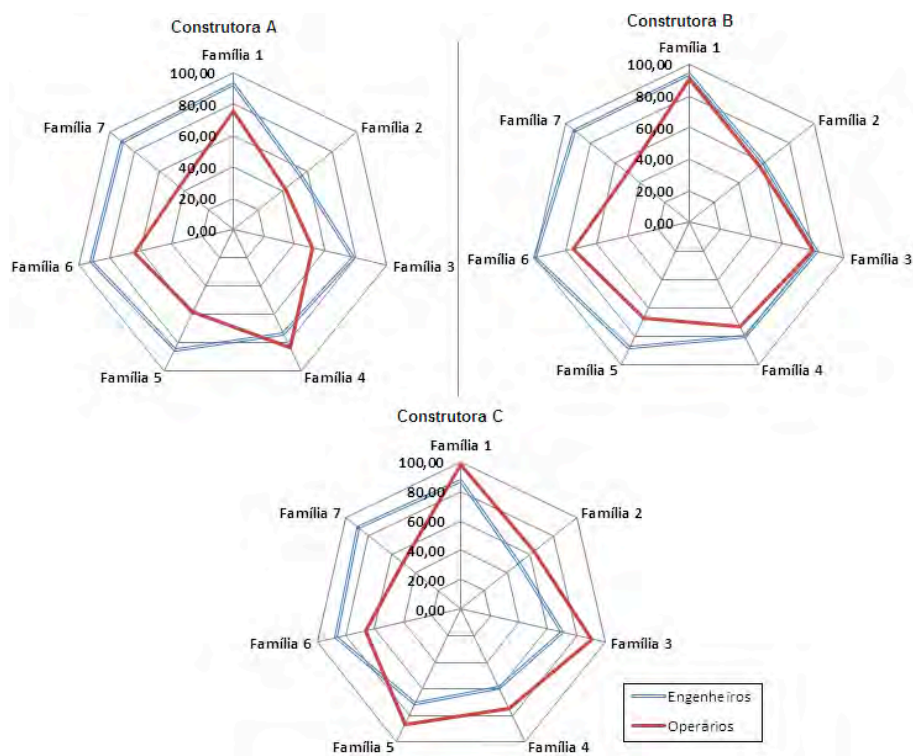 Construtora A
Família 1
100,00
80,00
60,00
40,00
20,00
0,00
Família 2
Família 3
Família 4
Família 5
Família 6
Família 7
Construtora B
Família 1
100,00
80,00
60,00
40,00
20,00
0,00
Família 2
Família 3
Família 4
Família 5
Família 6
Família 7
Construtora C
Família 1
100,00
80,00
60,00
40,00
20,00
0,00
Família 2
Família 3
Família 4
Família 5
Família 6
Família 7
Engenheiros
Operários